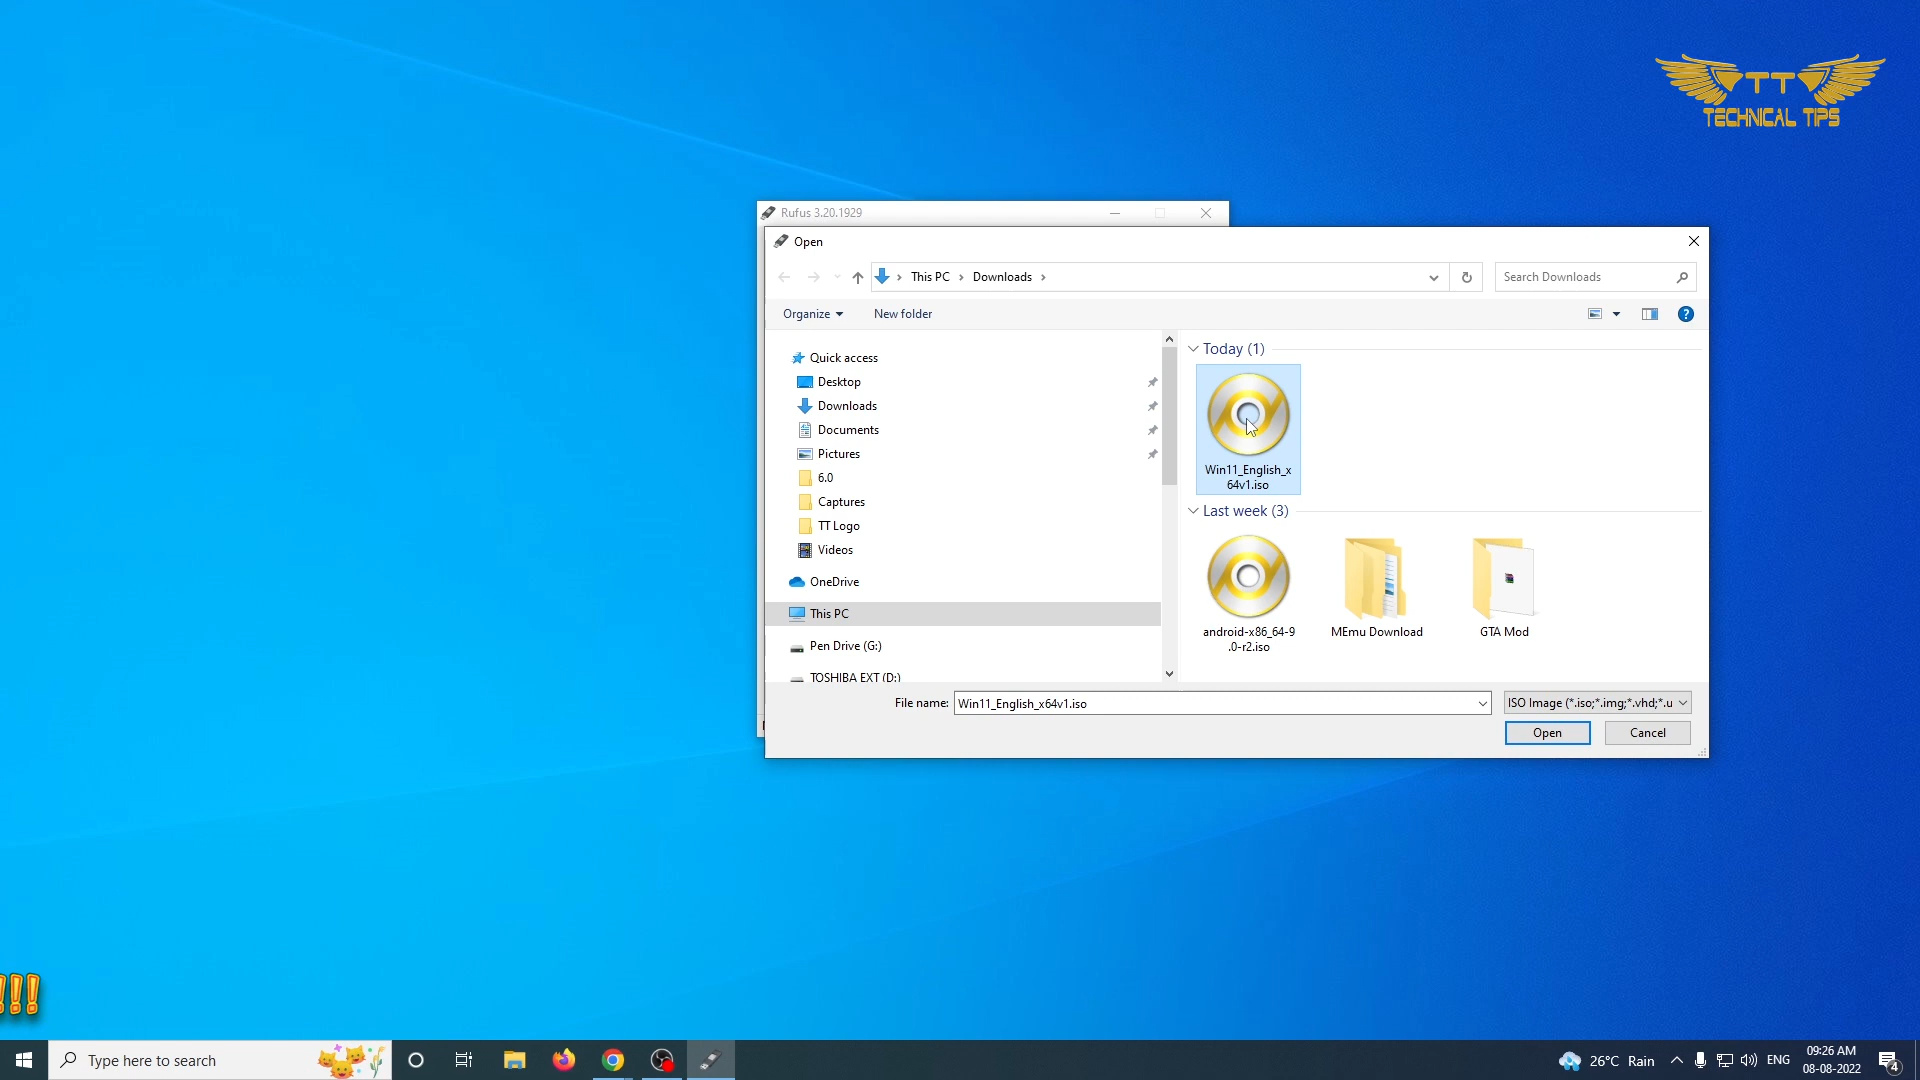 TT
TECHNICAL TIPS
Rufus 3.20.1929
Open
This PC
Downloads
Search Downloads
Organize
New folder
Quick access
Desktop
Downloads
Documents
Pictures
6.0
Captures
TT Logo
Videos
OneDrive
This PC
Pen Drive (G:)
TOSHIBA EXT (D:)
Today (1)
Win11_English_x
64v1.iso
Last week (3)
android-x86_64-9
.0-r2.iso
MEmu Download
GTA Mod
File name:
Win11_English_x64v1.iso
ISO Image (*.iso;*.img;*.vhd;*.u
Open
Cancel
!!!
Type here to search
26°C Rain
ENG
09:26 AM
08-08-2022
4